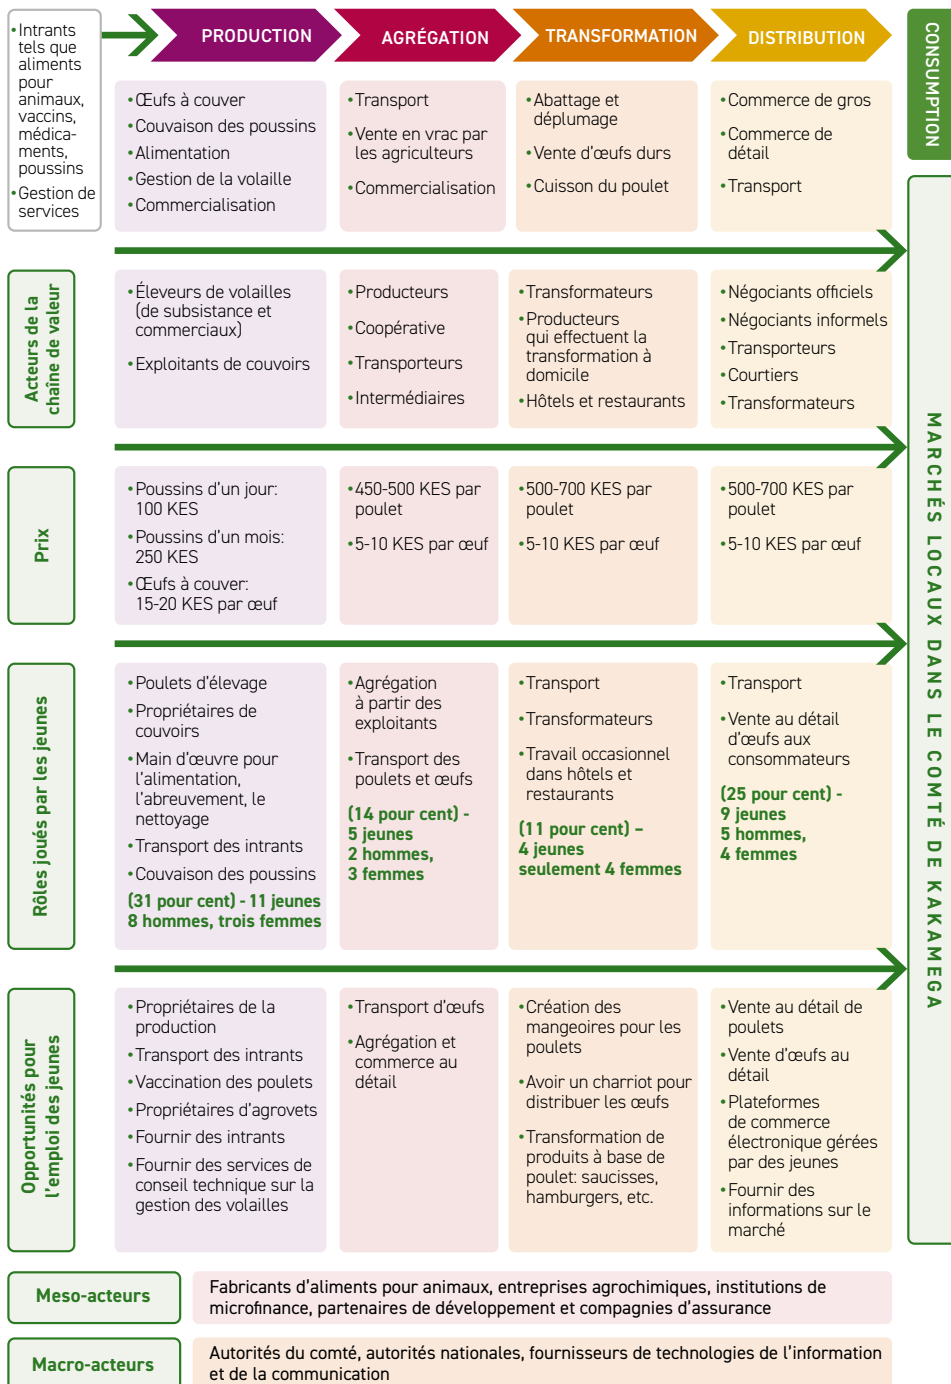 •Intrants
tels que
aliments
pour
animaux,
vaccins,
médica-
ments,
poussins
•Gestion de
services
PRODUCTION
AGRÉGATION
TRANSFORMATION
DISTRIBUTION
CONSUMPTION
•Œufs à couver
•Couvaison des poussins
•Alimentation
•Gestion de la volaille
•Commercialisation
•Transport
•Vente en vrac par
les agriculteurs
•Commercialisation
•Abattage et
déplumage
•Vente d'œufs durs
•Cuisson du poulet
•Commerce de gros
•Commerce de
détail
•Transport
Acteurs de la
chaîne de valeur
•Éleveurs de volailles
(de subsistance et
commerciaux)
•Exploitants de couvoirs
•Producteurs
•Coopérative
•Transporteurs
•Intermédiaires
•Transformateurs
•Producteurs
qui effectuent la
transformation à
domicile
•Hôtels et restaurants
•Négociants officiels
•Négociants informels
•Transporteurs
•Courtiers
•Transformateurs
Prix
•Poussins d'un jour:
100 KES
•Poussins d'un mois:
250 KES
•Œufs à couver:
15-20 KES par œuf
•450-500 KES par
poulet
•5-10 KES par œuf
•500-700 KES par
poulet
•5-10 KES par œuf
•500-700 KES par
poulet
•5-10 KES par œuf
Rôles joués par les jeunes
•Poulets d'élevage
•Propriétaires de
couvoirs
•Main d'œuvre pour
l'alimentation,
l'abreuvement, le
nettoyage
•Transport des intrants
•Couvaison des poussins
(31 pour cent) - 11 jeunes
8 hommes, trois femmes
•Agrégation
à partir des
exploitants
•Transport des
poulets et œufs
(14 pour cent) -
5 jeunes
2 hommes,
3 femmes
•Transport
•Transformateurs
•Travail occasionnel
dans hôtels et
restaurants
(11 pour cent) –
4 jeunes
seulement 4 femmes
•Transport
•Vente au détail
d'œufs aux
consommateurs
(25 pour cent) -
9 jeunes
5 hommes,
4 femmes
Opportunités pour
l'emploi des jeunes
•Propriétaires de la
production
•Transport des intrants
•Vaccination des poulets
•Propriétaires d'agrovets
•Fournir des intrants
•Fournir des services de
conseil technique sur la
gestion des volailles
•Transport d'œufs
•Agrégation et
commerce au
détail
•Création des
mangeoires pour les
poulets
•Avoir un charriot pour
distribuer les œufs
•Transformation de
produits à base de
poulet: saucisses,
hamburgers, etc.
•Vente au détail de
poulets
•Vente d'œufs au
détail
•Plateformes
de commerce
électronique gérées
par des jeunes
•Fournir des
informations sur le
marché
MARCHÉS LOCAUX DANS LE COMTÉ DE KAKAMEGA
Meso-acteurs
Fabricants d'aliments pour animaux, entreprises agrochimiques, institutions de
microfinance, partenaires de développement et compagnies d'assurance
Macro-acteurs
Autorités du comté, autorités nationales, fournisseurs de technologies de l'information
et de la communication